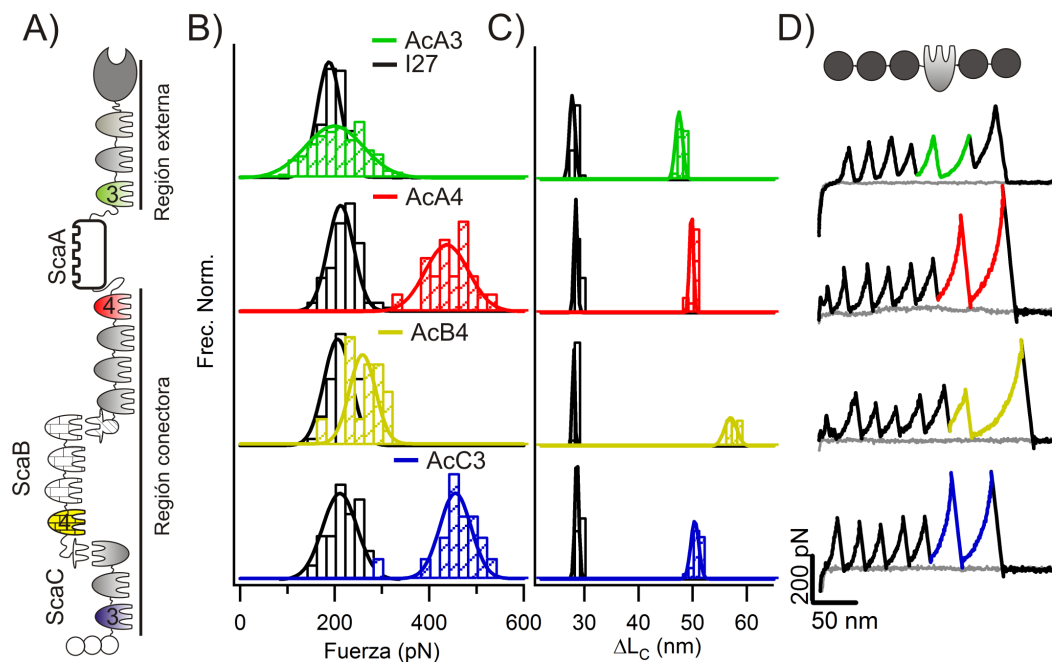 A)
B)
C)
D)
ScaA
ScaB
ScaC
3
4
4
3
Región externa
Región conectora
AcA3
I27
AcA4
AcB4
AcC3
Frec. Norm.
0
200
400
600
Fuerza (pN)
30
40
50
60
ΔLC (nm)
200 pN
50 nm